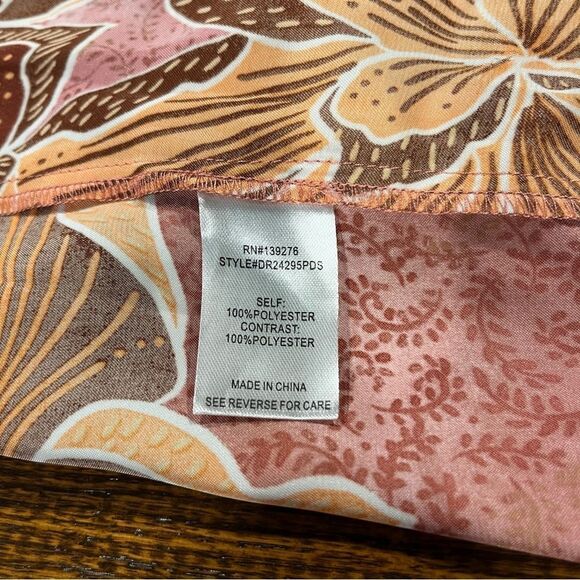 RN#139276
STYLE#DR24295PDS
SELF:
100%POLYESTER
CONTRAST:
100%POLYESTER
MADE IN CHINA
SEE REVERSE FOR CARE